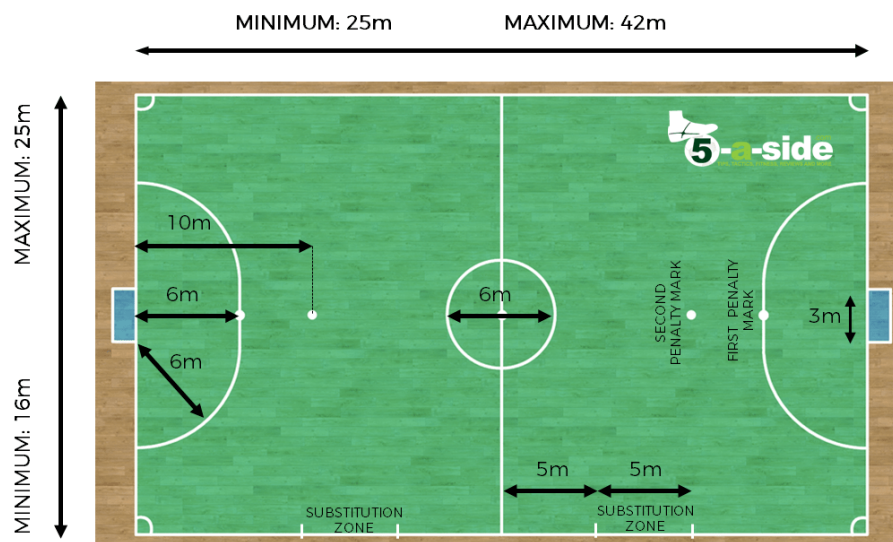 MINIMUM: 25m
MAXIMUM: 42m
MAXIMUM: 25m
MINIMUM: 16m
5-a-side
10m
6m
6m
6m
SECOND
PENALTY MARK
FIRST PENALTY
MARK
3m
5m
5m
SUBSTITUTION
ZONE
SUBSTITUTION
ZONE